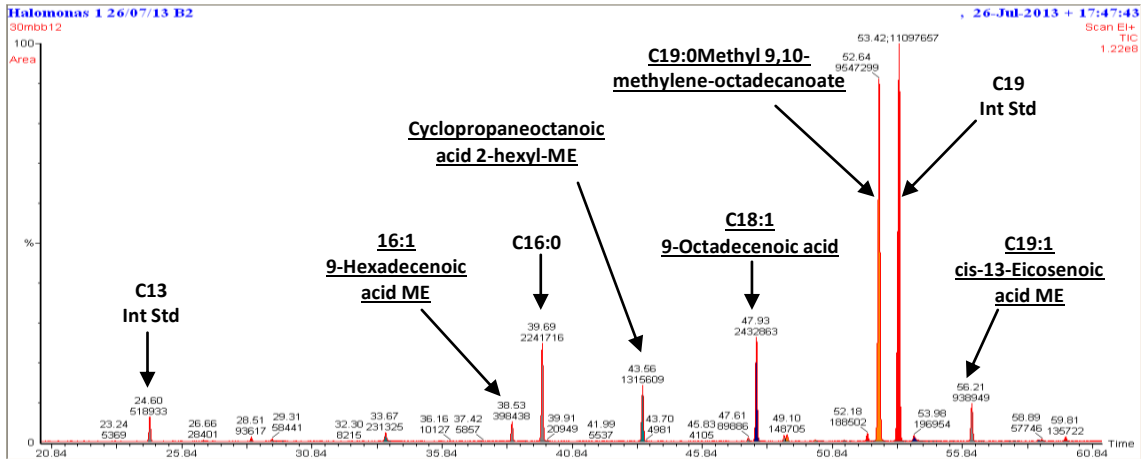 Halomonas 1 26/07/13 B2
, 26-Jul-2013 + 17:47:43
30mbb12
Scan EI+
TIC
1.22e8
100
Area
%
0
C13
Int Std
16:1
9-Hexadecenoic
acid ME
C16:0
Cyclopropaneoctanoic
acid 2-hexyl-ME
C18:1
9-Octadecenoic acid
C19:0Methyl 9,10-
methylene-octadecanoate
C19
Int Std
C19:1
cis-13-Eicosenoic
acid ME
23.24
5369
24.60
518933
26.66
28401
28.51
93617
29.31
58441
32.30
8215
33.67
231325
36.16
10127
37.42
5857
38.53
398438
39.69
2241716
39.91
20949
41.99
5537
43.56
1315609
43.70
4981
45.83
4105
47.61
89886
47.93
2432863
49.10
148705
52.18
188502
52.64
9547299
53.42;11097657
53.98
196954
56.21
938949
58.89
57746
59.81
135722
20.84
25.84
30.84
35.84
40.84
45.84
50.84
55.84
60.84
Time